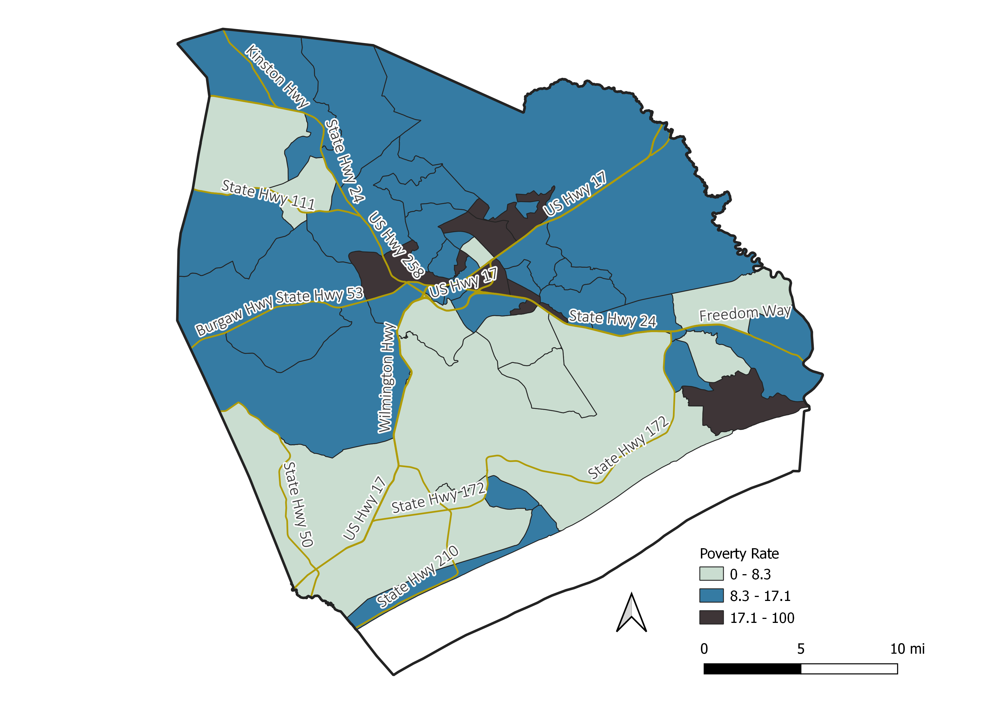 Kinston Hwy
State Hwy 24
State Hwy 111
US Hwy 17
US Hwy 258
US Hwy 17
State Hwy 53
Burgaw Hwy
State Hwy 24
Freedom Way
Wilmington Hwy
State Hwy 172
State Hwy 50
US Hwy 17
State Hwy 172
State Hwy 210
Poverty Rate
0 - 8.3
8.3 - 17.1
17.1 - 100
0 5 10 mi